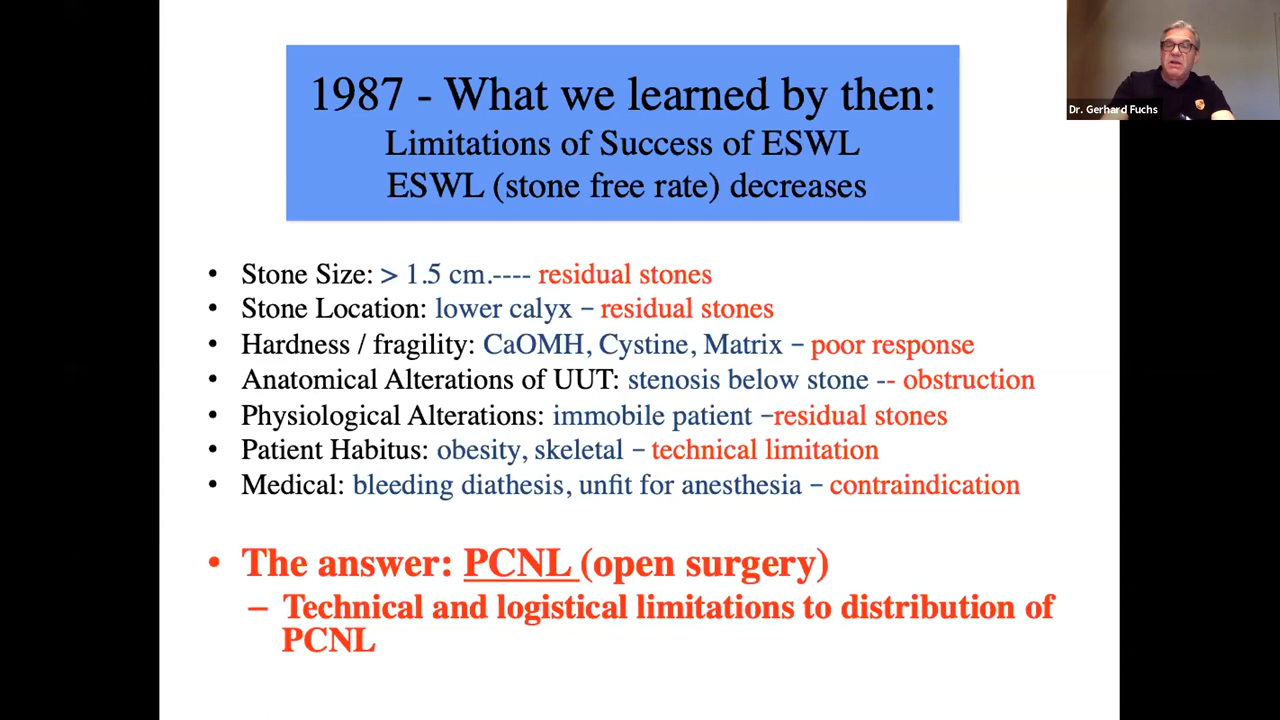 1987 - What we learned by then:
Limitations of Success of ESWL
ESWL (stone free rate) decreases
Dr. Gerhard Fuchs
• Stone Size: > 1.5 cm.---- residual stones
• Stone Location: lower calyx – residual stones
• Hardness / fragility: CaOMH, Cystine, Matrix – poor response
• Anatomical Alterations of UUT: stenosis below stone -- obstruction
• Physiological Alterations: immobile patient –residual stones
• Patient Habitus: obesity, skeletal – technical limitation
• Medical: bleeding diathesis, unfit for anesthesia – contraindication
• The answer: PCNL (open surgery)
– Technical and logistical limitations to distribution of
PCNL